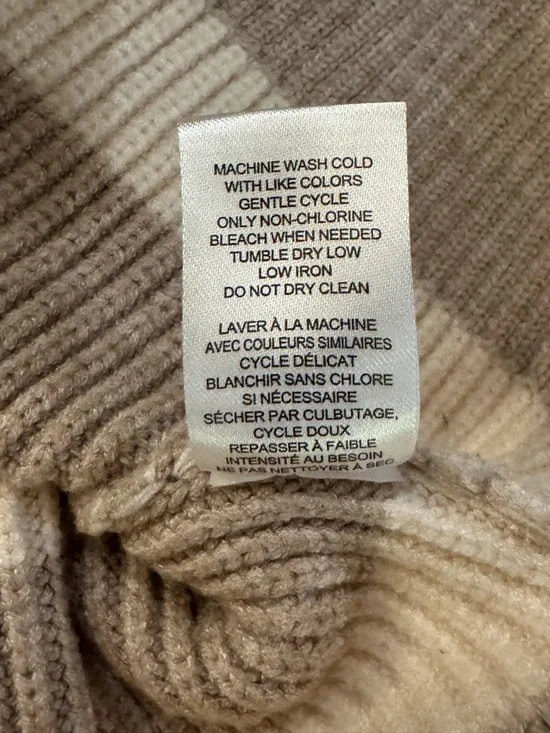 MACHINE WASH COLD
WITH LIKE COLORS
GENTLE CYCLE
ONLY NON-CHLORINE
BLEACH WHEN NEEDED
TUMBLE DRY LOW
LOW IRON
DO NOT DRY CLEAN
LAVER À LA MACHINE
AVEC COULEURS SIMILAIRES
CYCLE DÉLICAT
BLANCHIR SANS CHLORE
SI NÉCESSAIRE
SÉCHER PAR CULBUTAGE,
CYCLE DOUX
REPASSER À FAIBLE
INTENSITÉ AU BESOIN
NE PAS NETTOYER À SEC